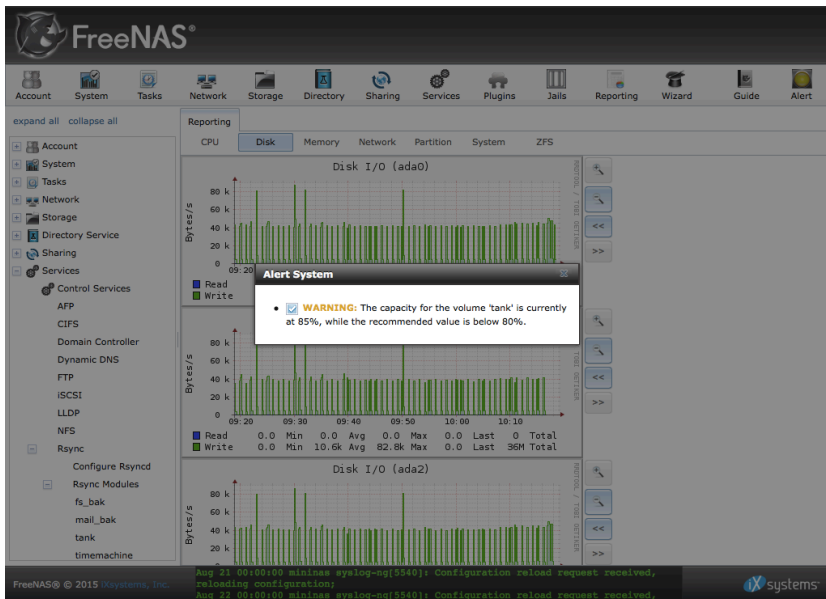 FreeNAS®
Account System Tasks Network Storage Directory Sharing Services Plugins Jails Reporting Wizard Guide Alert
expand all collapse all
Account
System
Tasks
Network
Storage
Directory Service
Sharing
Services
Control Services
AFP
CIFS
Domain Controller
Dynamic DNS
FTP
iSCSI
LLDP
NFS
Rsync
Configure Rsyncd
Rsync Modules
fs_bak
mail_bak
tank
timemachine
Reporting
CPU Disk Memory Network Partition System ZFS
Disk I/O (ada0)
Bytes/s
80 k
60 k
40 k
20 k
0
09:20
Read
Write
<<
>>
Alert System
WARNING: The capacity for the volume 'tank' is currently
at 85%, while the recommended value is below 80%.
Bytes/s
80 k
60 k
40 k
20 k
0
09:20 09:30 09:40 09:50 10:00 10:10
Read 0.0 Min 0.0 Avg 0.0 Max 0.0 Last 0 Total
Write 0.0 Min 10.6k Avg 82.8k Max 0.0 Last 36M Total
<<
>>
Disk I/O (ada2)
Bytes/s
80 k
60 k
40 k
20 k
<<
>>
FreeNAS® © 2015 iXsystems, Inc.
Aug 21 00:00:00 mininas syslog-ng[5540]: Configuration reload request received,
reloading configuration;
Aug 22 00:00:00 mininas syslog-ng[5540]: Configuration reload request received,
iX systems